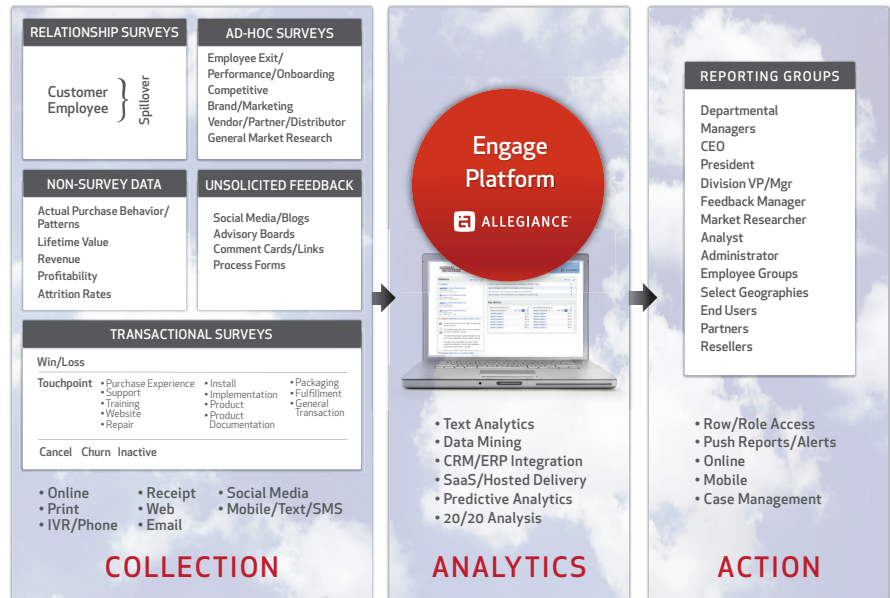 RELATIONSHIP SURVEYS
Customer
Employee
Spillover
AD-HOC SURVEYS
Employee Exit/
Performance/Onboarding
Competitive
Brand/Marketing
Vendor/Partner/Distributor
General Market Research
NON-SURVEY DATA
Actual Purchase Behavior/
Patterns
Lifetime Value
Revenue
Profitability
Attrition Rates
UNSOLICITED FEEDBACK
Social Media/Blogs
Advisory Boards
Comment Cards/Links
Process Forms
TRANSACTIONAL SURVEYS
Win/Loss
Touchpoint
• Purchase Experience
• Support
• Training
• Website
• Repair
• Install
• Implementation
• Product
• Product
Documentation
• Packaging
• Fulfillment
• General
Transaction
Cancel Churn Inactive
• Online
• Print
• IVR/Phone
• Receipt
• Web
• Email
• Social Media
• Mobile/Text/SMS
COLLECTION
Engage
Platform
ALLEGIANCE
• Text Analytics
• Data Mining
• CRM/ERP Integration
• SaaS/Hosted Delivery
• Predictive Analytics
• 20/20 Analysis
ANALYTICS
REPORTING GROUPS
Departmental
Managers
CEO
President
Division VP/Mgr
Feedback Manager
Market Researcher
Analyst
Administrator
Employee Groups
Select Geographies
End Users
Partners
Resellers
• Row/Role Access
• Push Reports/Alerts
• Online
• Mobile
• Case Management
ACTION